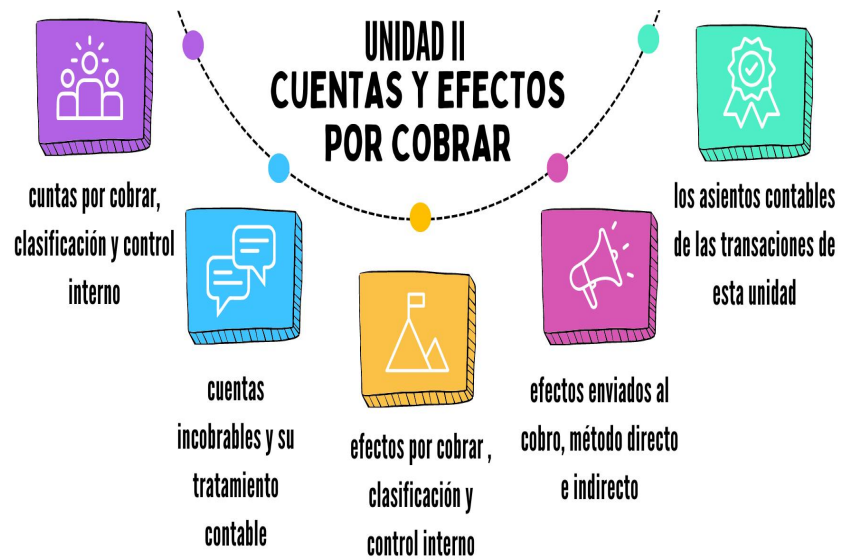 UNIDAD II
CUENTAS Y EFECTOS
POR COBRAR
cuntas por cobrar,
clasificación y control
interno
cuentas
incobrables y su
tratamiento
contable
efectos por cobrar ,
clasificación y
control interno
efectos enviados al
cobro, método directo
e indirecto
los asientos contables
de las transaciones de
esta unidad